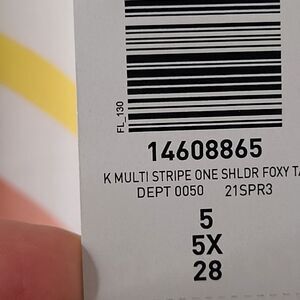 FL_130
14608865
K MULTI STRIPE ONE SHLDR FOXY TA
DEPT 0050 21SPR3
5
5X
28